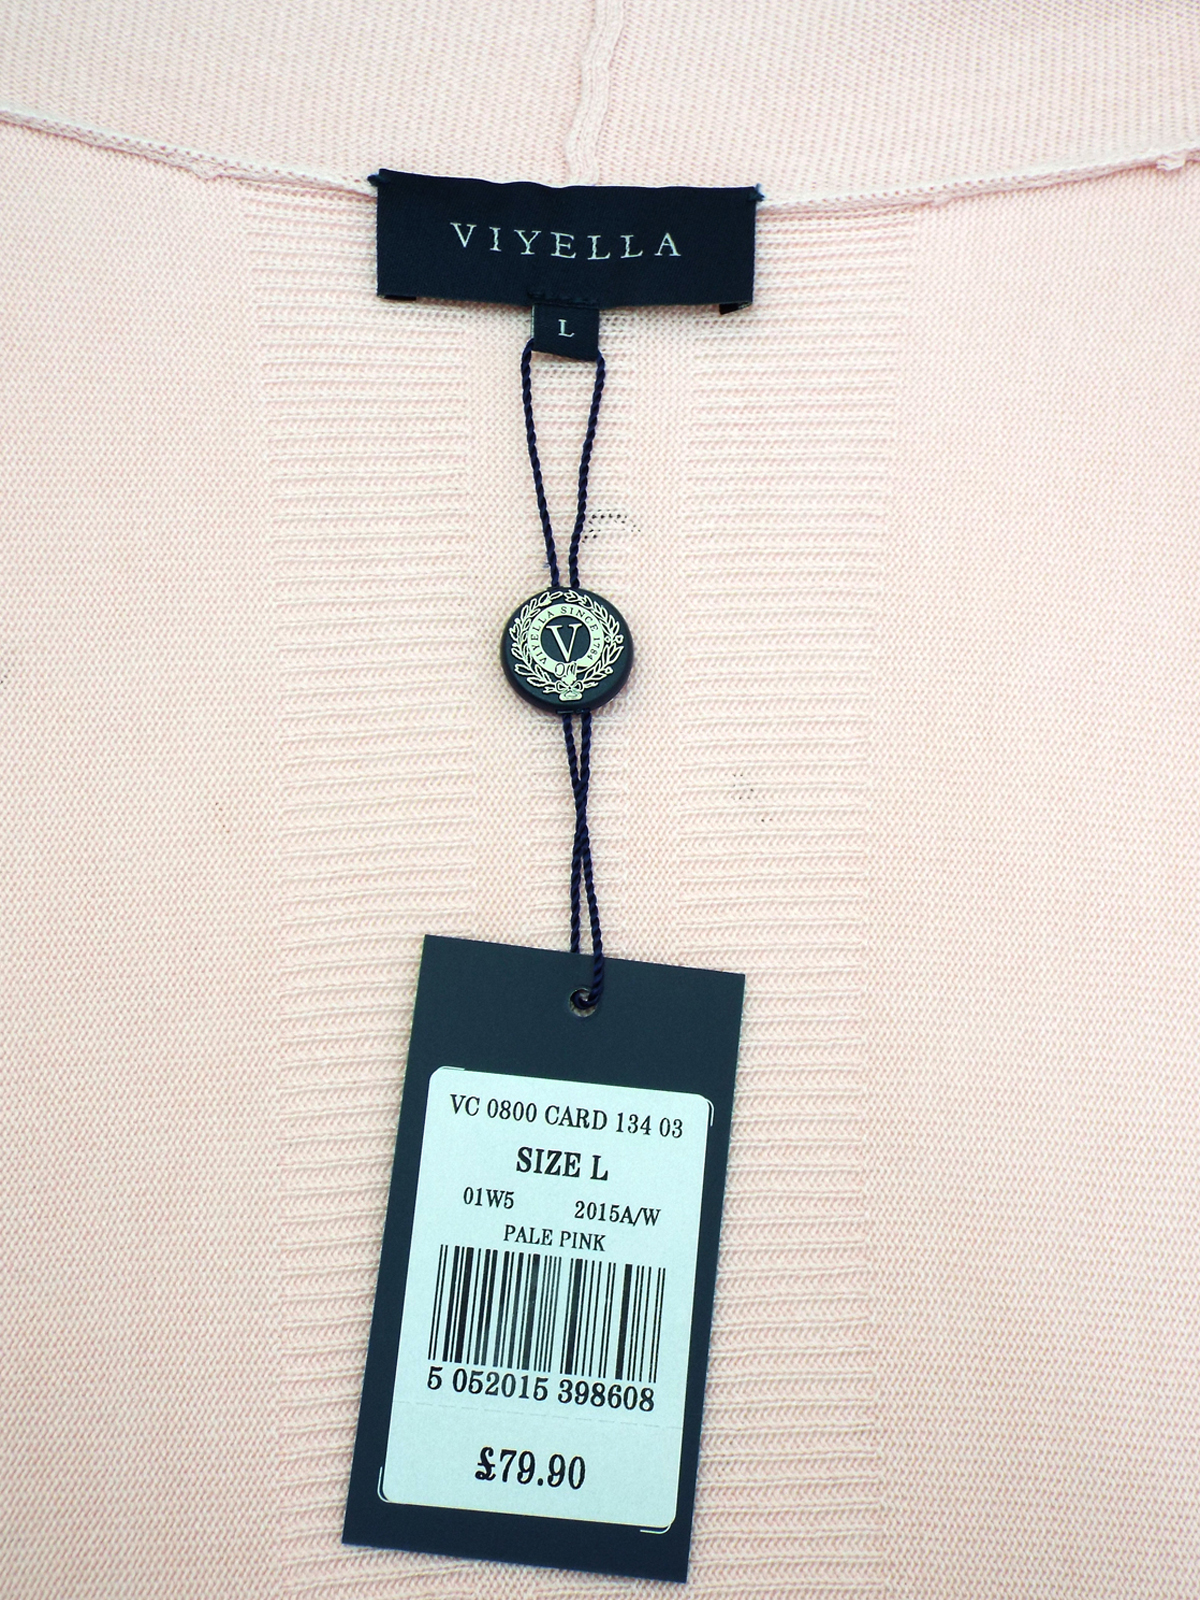 VIYELLA
L
VIYELLA SINCE 1784
V
VC 0800 CARD 134 03
SIZE L
01W5 2015A/W
PALE PINK
5 052015 398608
£79.90